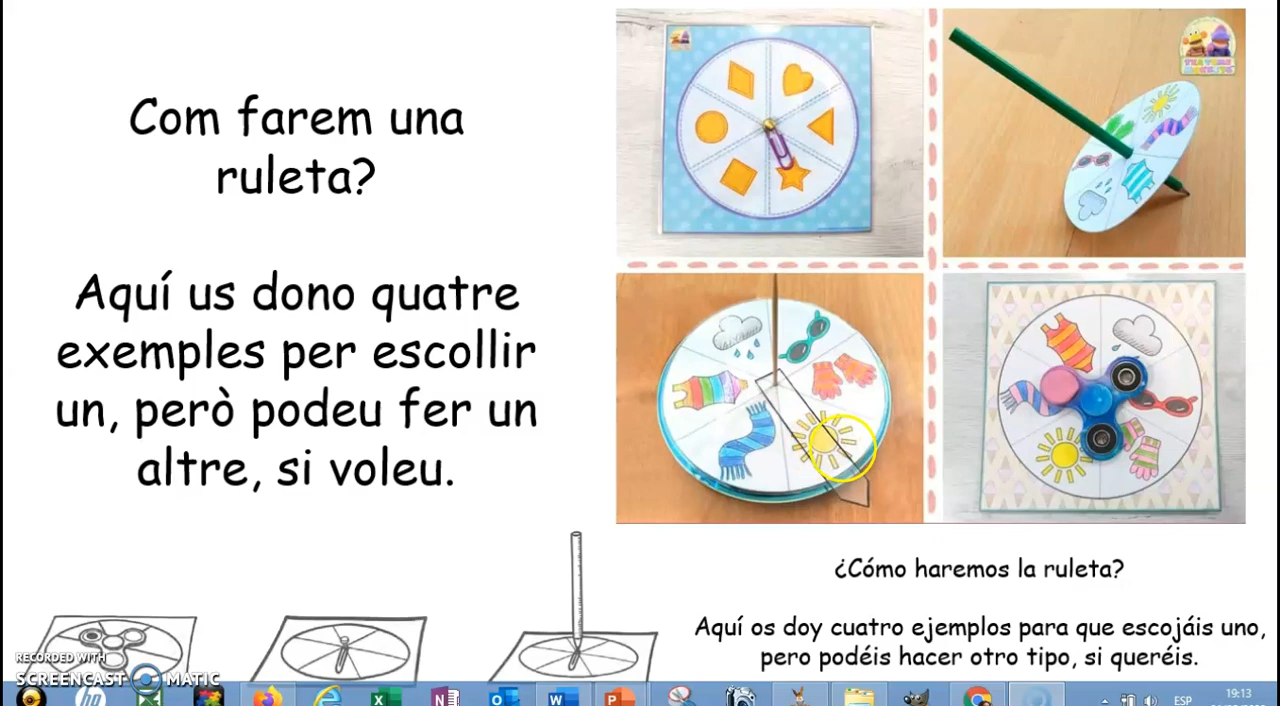 Com farem una
ruleta?
Aquí us dono quatre
exemples per escollir
un, però podeu fer un
altre, si voleu.
¿Cómo haremos la ruleta?
Aquí os doy cuatro ejemplos para que escojáis uno,
pero podéis hacer otro tipo, si queréis.
RECORDED WITH
SCREENCAST MATIC
hp
ESP
19:13